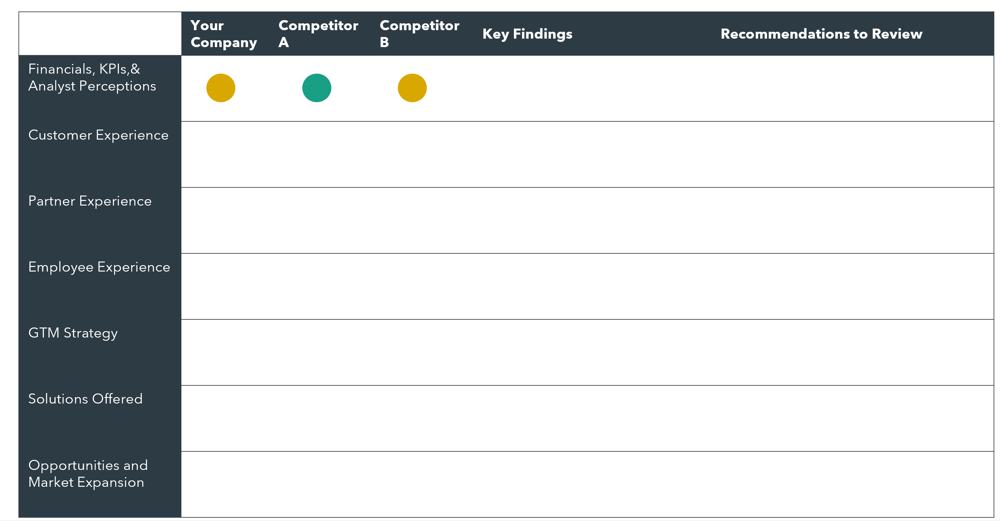 Your
Company
Competitor
A
Competitor
B
Key Findings
Recommendations to Review
Financials, KPIs,&
Analyst Perceptions
Customer Experience
Partner Experience
Employee Experience
GTM Strategy
Solutions Offered
Opportunities and
Market Expansion